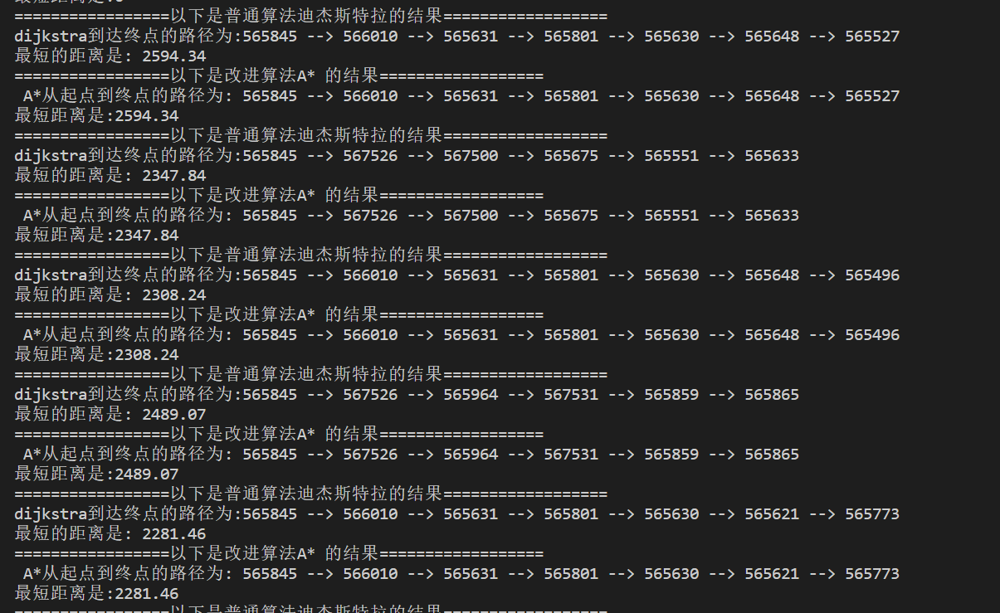 =================以下是普通算法迪杰斯特拉的结果==================
dijkstra到达终点的路径为:565845 --> 566010 --> 565631 --> 565801 --> 565630 --> 565648 --> 565527
最短的距离是: 2594.34
=================以下是改进算法A* 的结果==================
 A*从起点到终点的路径为: 565845 --> 566010 --> 565631 --> 565801 --> 565630 --> 565648 --> 565527
最短距离是:2594.34
=================以下是普通算法迪杰斯特拉的结果==================
dijkstra到达终点的路径为:565845 --> 567526 --> 567500 --> 565675 --> 565551 --> 565633
最短的距离是: 2347.84
=================以下是改进算法A* 的结果==================
 A*从起点到终点的路径为: 565845 --> 567526 --> 567500 --> 565675 --> 565551 --> 565633
最短距离是:2347.84
=================以下是普通算法迪杰斯特拉的结果==================
dijkstra到达终点的路径为:565845 --> 566010 --> 565631 --> 565801 --> 565630 --> 565648 --> 565496
最短的距离是: 2308.24
=================以下是改进算法A* 的结果==================
 A*从起点到终点的路径为: 565845 --> 566010 --> 565631 --> 565801 --> 565630 --> 565648 --> 565496
最短距离是:2308.24
=================以下是普通算法迪杰斯特拉的结果==================
dijkstra到达终点的路径为:565845 --> 567526 --> 565964 --> 567531 --> 565859 --> 565865
最短的距离是: 2489.07
=================以下是改进算法A* 的结果==================
 A*从起点到终点的路径为: 565845 --> 567526 --> 565964 --> 567531 --> 565859 --> 565865
最短距离是:2489.07
=================以下是普通算法迪杰斯特拉的结果==================
dijkstra到达终点的路径为:565845 --> 566010 --> 565631 --> 565801 --> 565630 --> 565621 --> 565773
最短的距离是: 2281.46
=================以下是改进算法A* 的结果==================
 A*从起点到终点的路径为: 565845 --> 566010 --> 565631 --> 565801 --> 565630 --> 565621 --> 565773
最短距离是:2281.46
=================以下是普通算法迪杰斯特拉的结果==================